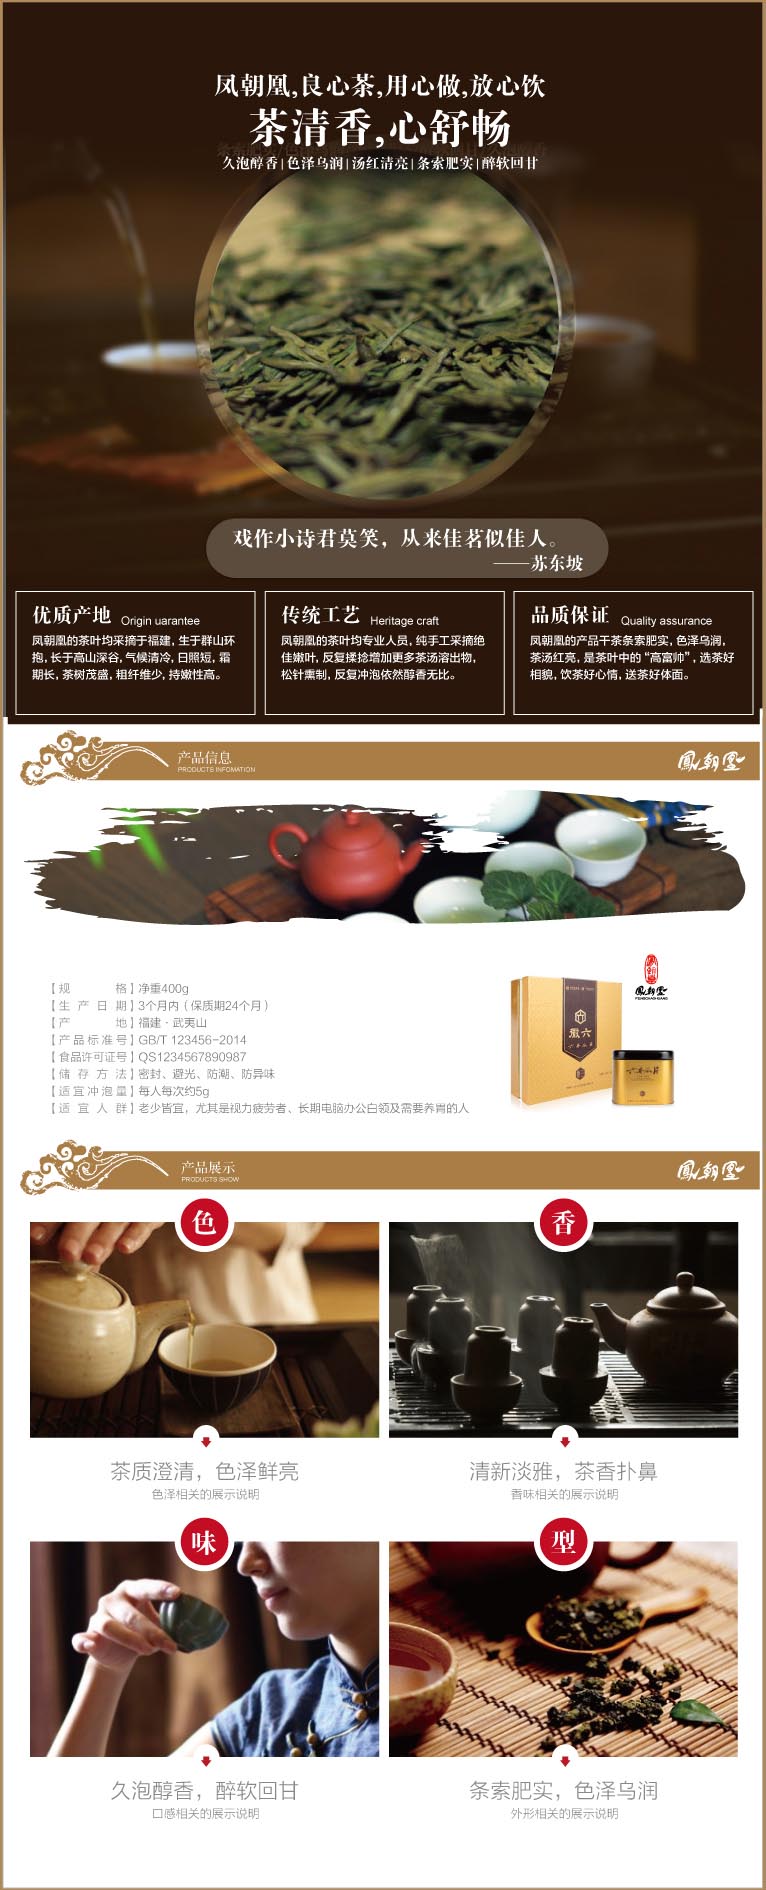 凤朝凰,良心茶,用心做,放心饮
茶清香,心舒畅
久泡醇香|色泽乌润|汤红清亮|条索肥实|醉软回甘
戏作小诗君莫笑，从来佳茗似佳人。
——苏东坡
优质产地 Origin uarantee
凤朝凰的茶叶均采摘于福建，生于群山环
抱，长于高山深谷，气候清冷，日照短，霜
期长，茶树茂盛，粗纤维少，持嫩性高。
传统工艺 Heritage craft
凤朝凰的茶叶均专业人员，纯手工采摘绝
佳嫩叶，反复揉捻增加更多茶汤溶出物，
松针熏制，反复冲泡依然醇香无比。
品质保证 Quality assurance
凤朝凰的产品干茶条索肥实，色泽乌润，
茶汤红亮，是茶叶中的“高富帅”，选茶好
相貌，饮茶好心情，送茶好体面。
产品信息
PRODUCTS INFOMATION
鳳朝凰
【规格】净重400g
【生产日期】3个月内（保质期24个月）
【产地】福建·武夷山
【产品标准号】GB/T 123456-2014
【食品许可证号】QS1234567890987
【储存方法】密封、避光、防潮、防异味
【适宜冲泡量】每人每次约5g
【适宜人群】老少皆宜，尤其是视力疲劳者、长期电脑办公白领及需要养胃的人
鳳朝凰
FENGCHAOHUANG
徽六
产品展示
PRODUCTS SHOW
鳳朝凰
色
茶质澄清，色泽鲜亮
色泽相关的展示说明
香
清新淡雅，茶香扑鼻
香味相关的展示说明
味
久泡醇香，醉软回甘
口感相关的展示说明
型
条索肥实，色泽乌润
外形相关的展示说明